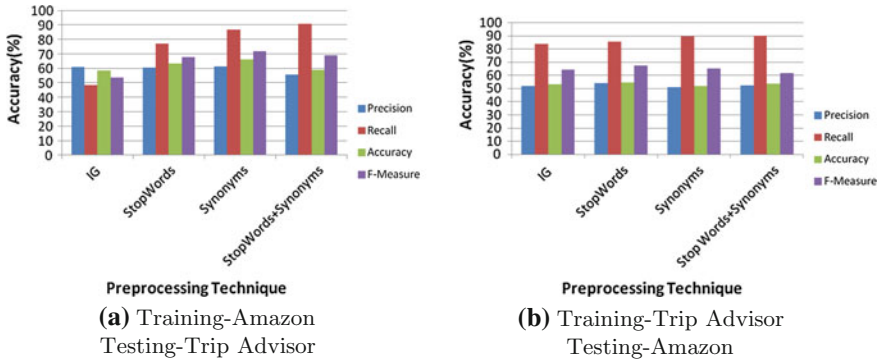 Accuracy(%)
100
90
80
70
60
50
40
30
20
10
0
IG
StopWords
Synonyms
StopWords+Synonyms
Precision
Recall
Accuracy
F-Measure
Preprocessing Technique
(a) Training-Amazon
Testing-Trip Advisor
Accuracy(%)
100
90
80
70
60
50
40
30
20
10
0
IG
StopWords
Synonyms
Stop Words+Synonyms
Precision
Recall
Accuracy
F-Measure
Preprocessing Technique
(b) Training-Trip Advisor
Testing-Amazon